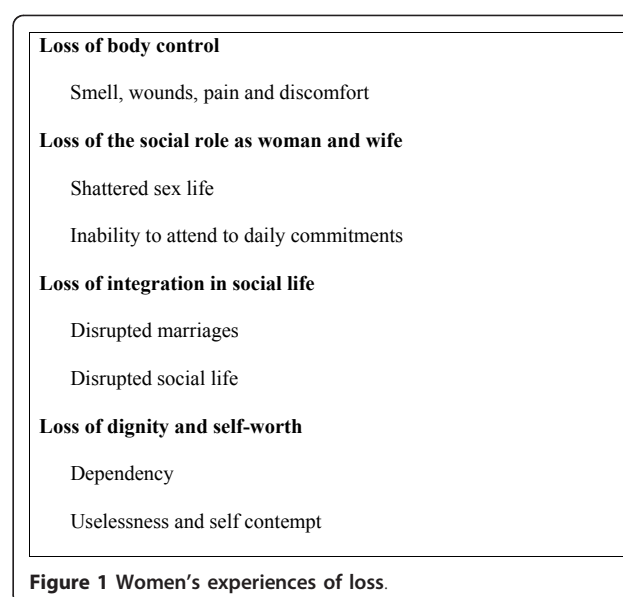 Loss of body control
Smell, wounds, pain and discomfort
Loss of the social role as woman and wife
Shattered sex life
Inability to attend to daily commitments
Loss of integration in social life
Disrupted marriages
Disrupted social life
Loss of dignity and self-worth
Dependency
Uselessness and self contempt
Figure 1 Women's experiences of loss.